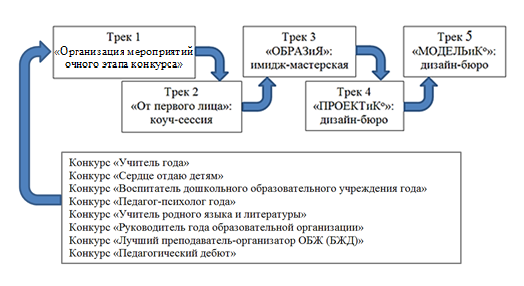 Трек 1
«Организация мероприятий
очного этапа конкурса»
Трек 2
«От первого лица»:
коуч-сессия
Трек 3
«ОБРАЗиЯ»:
имидж-мастерская
Трек 4
«ПРОЕКТиК°»:
дизайн-бюро
Трек 5
«МОДЕЛЬиК°»:
дизайн-бюро
Конкурс «Учитель года»
Конкурс «Сердце отдаю детям»
Конкурс «Воспитатель дошкольного образовательного учреждения года»
Конкурс «Педагог-психолог года»
Конкурс «Учитель родного языка и литературы»
Конкурс «Руководитель года образовательной организации»
Конкурс «Лучший преподаватель-организатор ОБЖ (БЖД)»
Конкурс «Педагогический дебют»